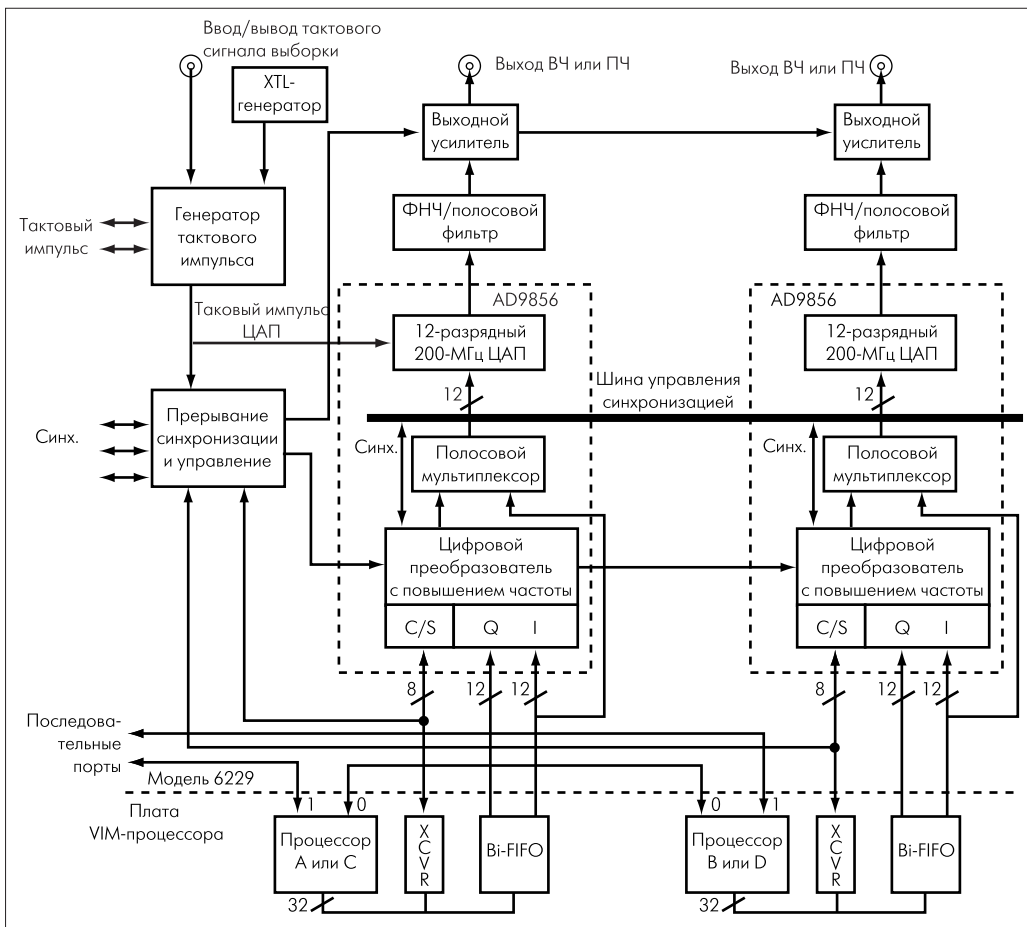 Ввод/вывод тактового
сигнала выборки
XTL-
генератор
Выход ВЧ или ПЧ
Выход ВЧ или ПЧ
Выходной
усилитель
Выходной
уислитель
Генератор
тактового
импульса
Тактовый
импульс
ФНЧ/полосовой
фильтр
ФНЧ/полосовой
фильтр
AD9856
AD9856
Таковый импульс
ЦАП
12-разрядный
200-МГц ЦАП
12-разрядный
200-МГц ЦАП
12
Шина управления
синхронизацией
12
Прерывание
синхронизации
и управление
Синх.
Синх.
Полосовой
мультиплексор
Синх.
Полосовой
мультиплексор
Цифровой
преобразователь
с повышением частоты
Цифровой
преобразователь
с повышением частоты
C/S
Q
I
C/S
Q
I
8
12
12
8
12
12
Последова-
тельные
порты
Модель 6229
Плата
VIM-процессора
1
0
0
1
Процессор
А или С
XCVR
Bi-FIFO
Процессор
В или D
XCVR
Bi-FIFO
32
32